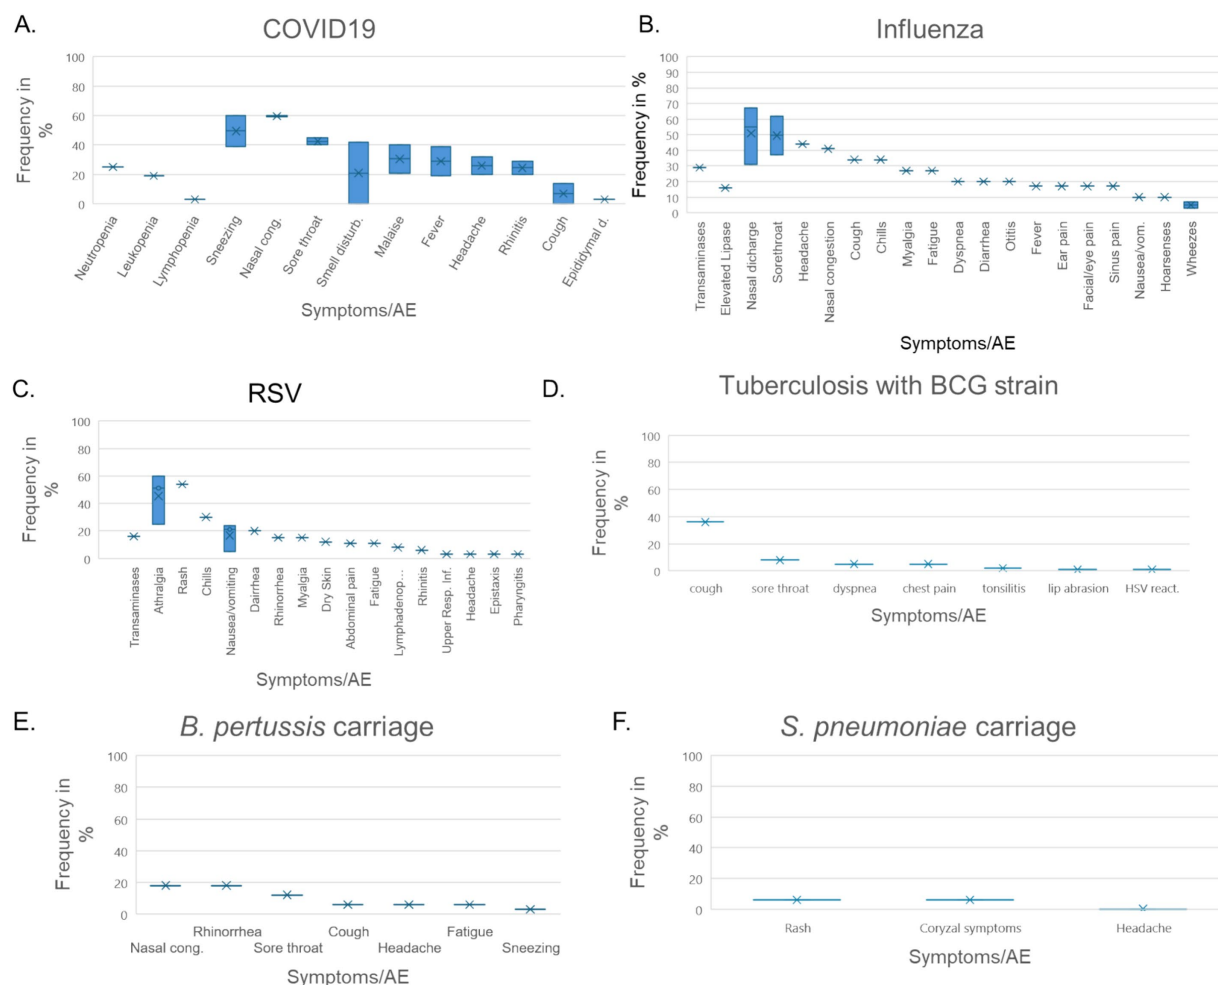 A.
COVID19
Frequency in
%
100
80
60
40
20
0
Neutropenia
Leukopenia
Lymphopenia
Sneezing
Nasal cong.
Sore throat
Smell disturb.
Malaise
Fever
Headache
Rhinitis
Cough
Epididymal d.
Symptoms/AE
B.
Influenza
Frequency in %
100
90
80
70
60
50
40
30
20
10
0
Transaminases
Elevated Lipase
Nasal dicharge
Sorethroat
Headache
Nasal congestion
Cough
Chills
Myalgia
Fatigue
Dyspnea
Diarrhea
Otitis
Fever
Ear pain
Facial/eye pain
Sinus pain
Nausea/vom.
Hoarsenses
Wheezes
Symptoms/AE
C.
RSV
Frequency in
%
100
80
60
40
20
0
Transaminases
Athralgia
Rash
Chills
Nausea/vomiting
Dairrhea
Rhinorrhea
Myalgia
Dry Skin
Abdominal pain
Fatigue
Lymphadenop...
Rhinitis
Upper Resp. Inf.
Headache
Epistaxis
Pharyngitis
Symptoms/AE
D.
Tuberculosis with BCG strain
Frequency in
%
100
80
60
40
20
0
cough
sore throat
dyspnea
chest pain
tonsilitis
lip abrasion
HSV react.
Symptoms/AE
E.
B. pertussis carriage
Frequency in
%
100
80
60
40
20
0
Nasal cong.
Rhinorrhea
Sore throat
Cough
Headache
Fatigue
Sneezing
Symptoms/AE
F.
S. pneumoniae carriage
Frequency in
%
100
80
60
40
20
0
Rash
Coryzal symptoms
Headache
Symptoms/AE